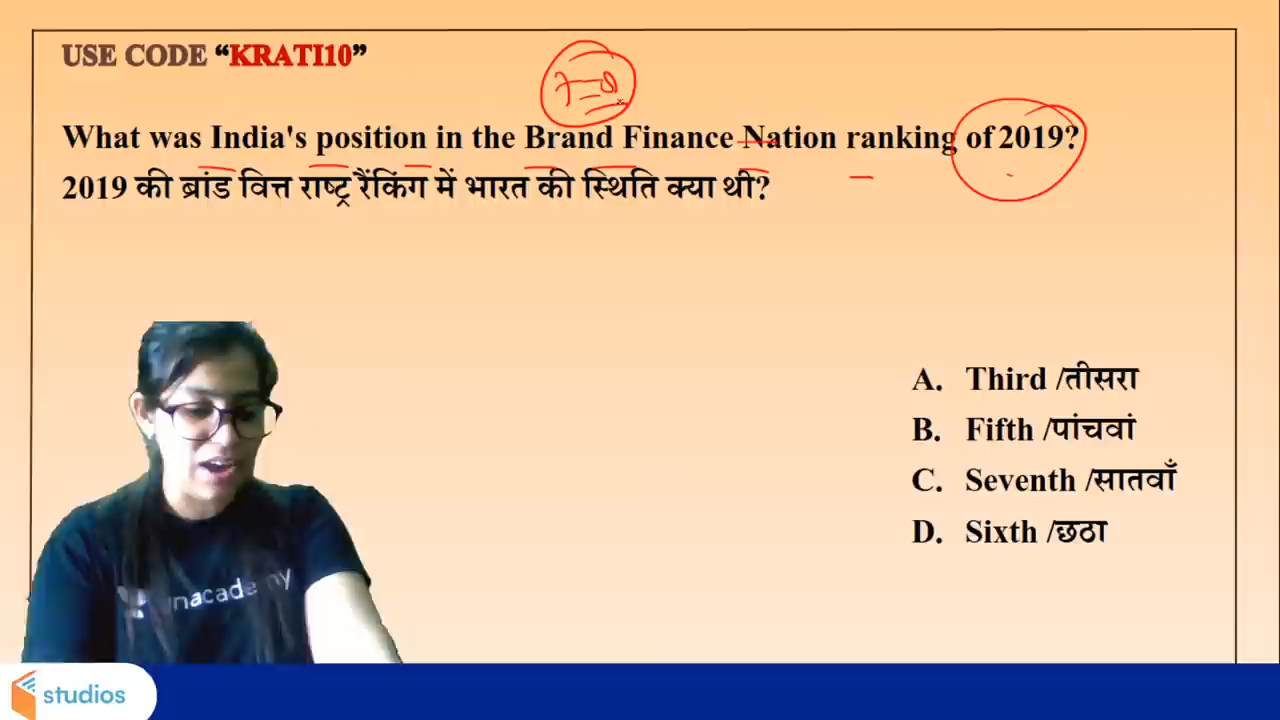 USE CODE “KRATI10”
What was India's position in the Brand Finance Nation ranking of 2019?
2019 की ब्रांड वित्त राष्ट्र रैंकिंग में भारत की स्थिति क्या थी?
A. Third /तीसरा
B. Fifth /पांचवां
C. Seventh /सातवाँ
D. Sixth /छठा
unacademy
studios